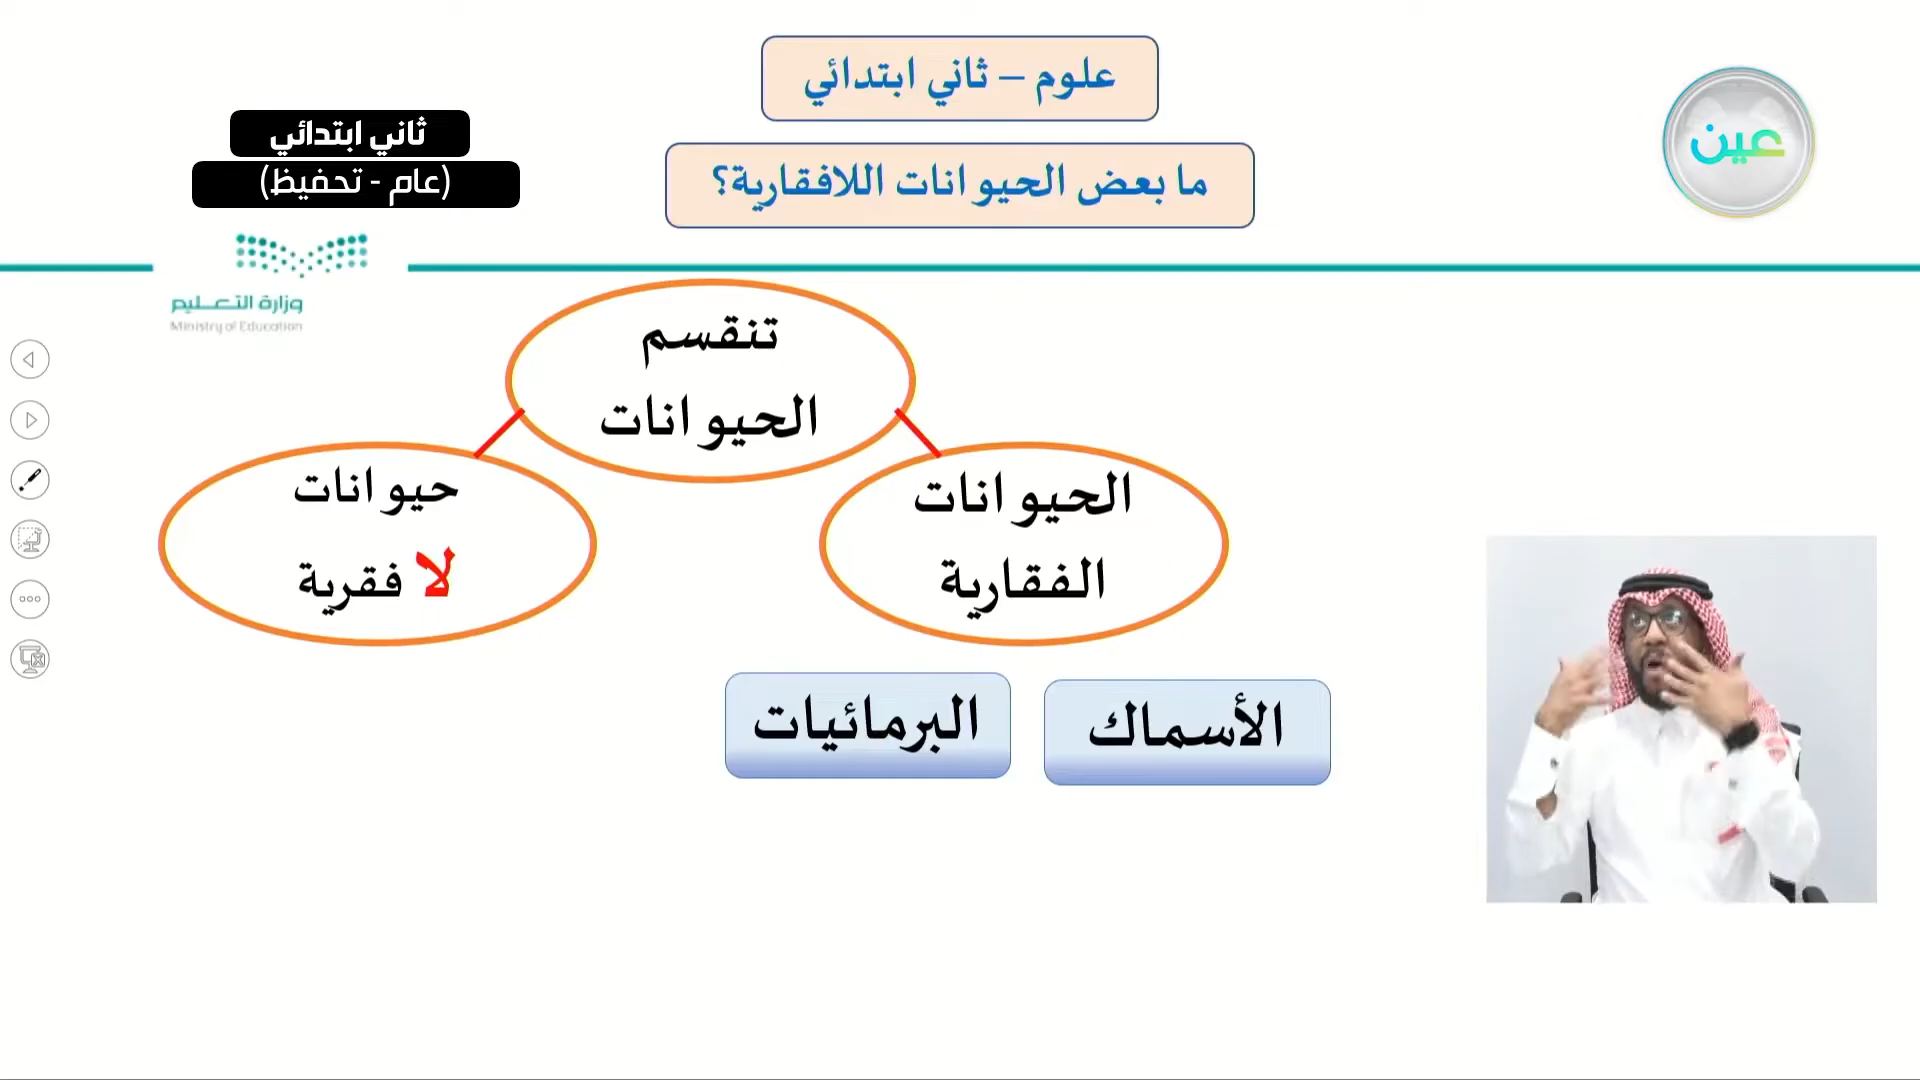 علوم – ثاني ابتدائي
ما بعض الحيوانات اللافقارية؟
عين
ثاني ابتدائي
(عام - تحفيظ)
وزارة التعليم
Ministry of Education
تنقسم
الحيوانات
الحيوانات
الفقارية
حيوانات
لا فقرية
الأسماك
البرمائيات